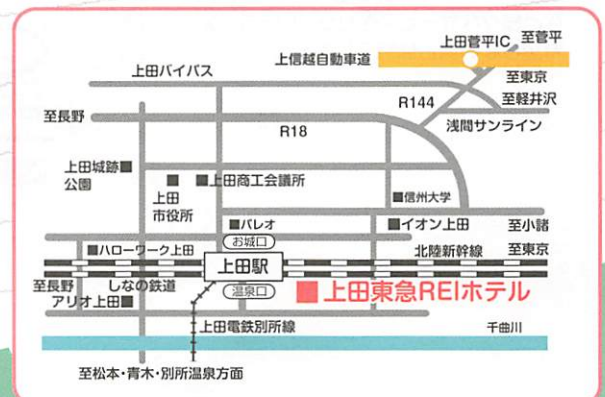 上田菅平IC
至菅平
上信越自動車道
上田バイパス
至東京
R144
至軽井沢
至長野
浅間サンライン
R18
上田城跡
公園
上田商工会議所
上田
市役所
信州大学
パレオ
イオン上田
至小諸
お城口
ハローワーク上田
上田駅
北陸新幹線
至東京
至長野
しなの鉄道
温泉口
上田東急REIホテル
アリオ上田
上田電鉄別所線
千曲川
至松本・青木・別所温泉方面